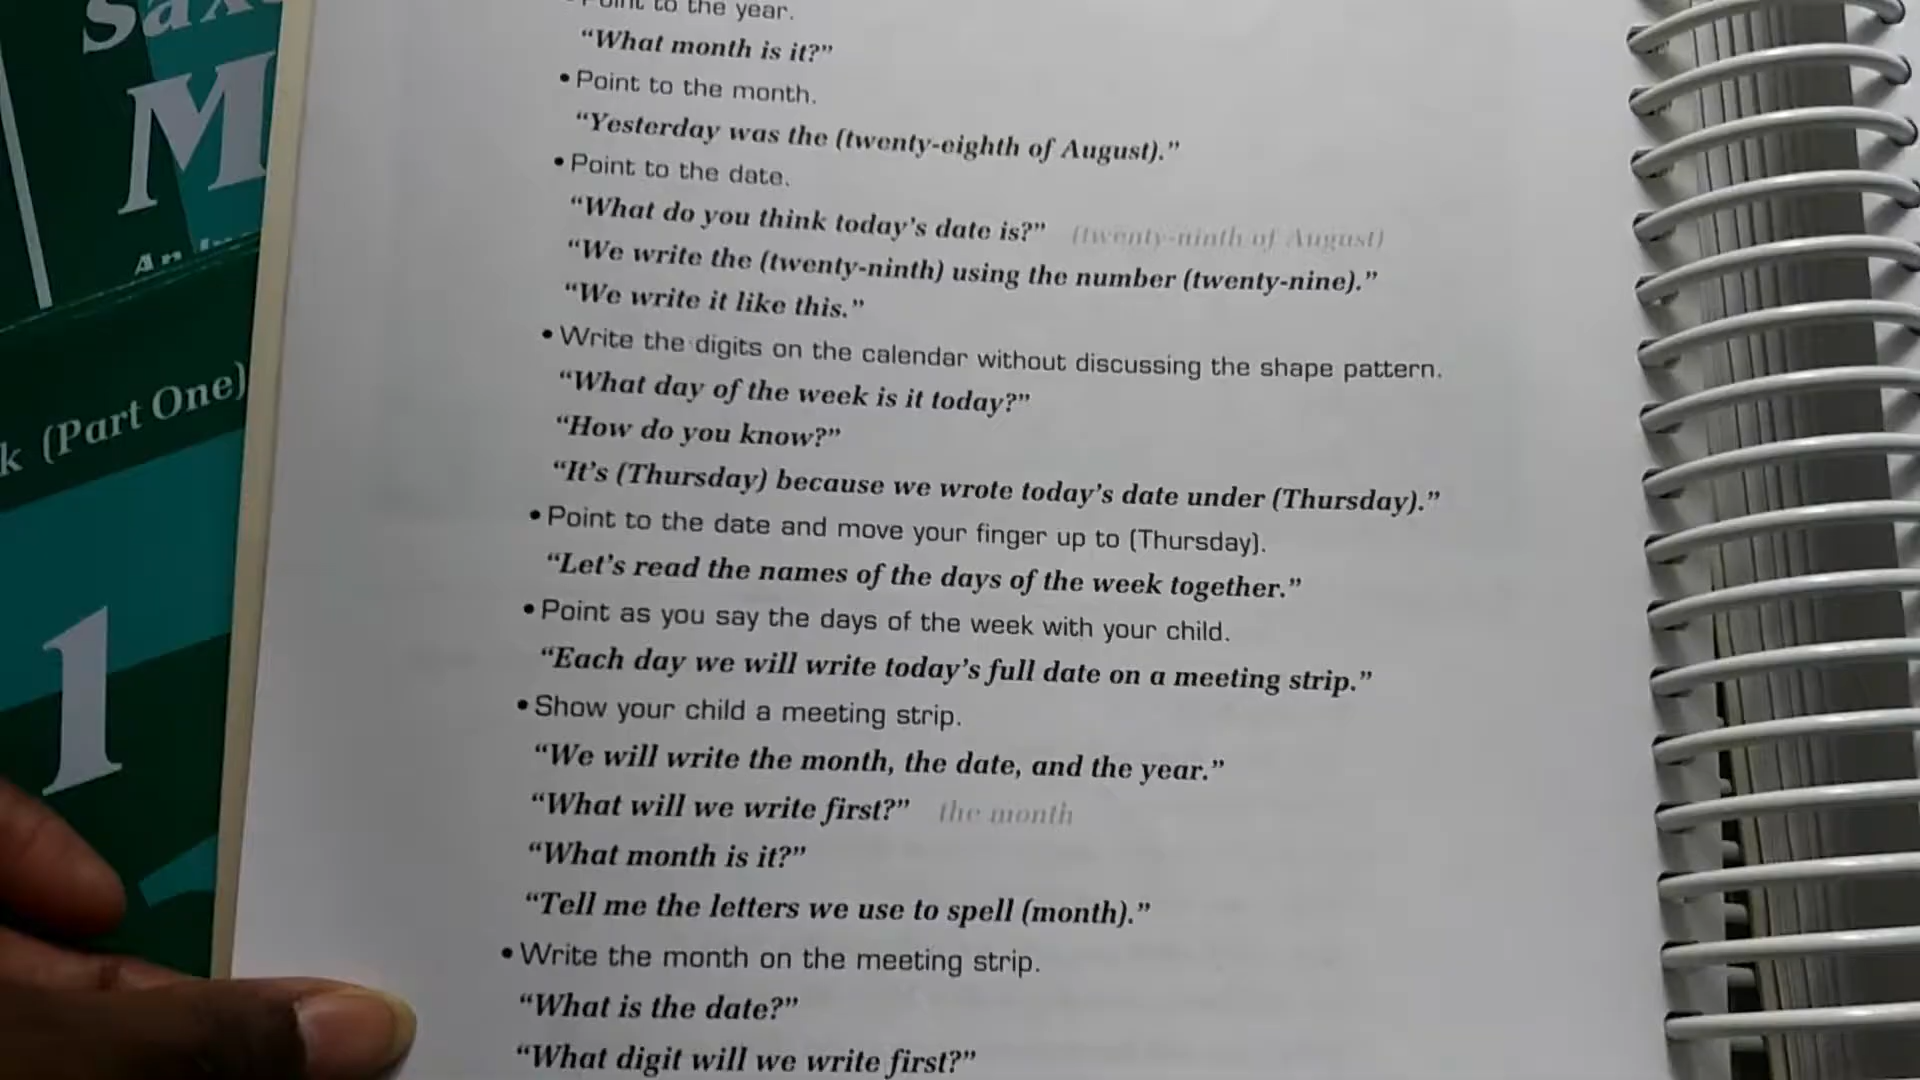 Sax
M
An
k (Part One)
1
Point to the year.
“What month is it?”
• Point to the month.
“Yesterday was the (twenty-eighth of August).”
• Point to the date.
“What do you think today’s date is?” (twenty-ninth of August)
“We write the (twenty-ninth) using the number (twenty-nine).”
“We write it like this.”
• Write the digits on the calendar without discussing the shape pattern.
“What day of the week is it today?”
“How do you know?”
“It’s (Thursday) because we wrote today’s date under (Thursday).”
• Point to the date and move your finger up to (Thursday).
“Let’s read the names of the days of the week together.”
• Point as you say the days of the week with your child.
“Each day we will write today’s full date on a meeting strip.”
• Show your child a meeting strip.
“We will write the month, the date, and the year.”
“What will we write first?” the month
“What month is it?”
“Tell me the letters we use to spell (month).”
• Write the month on the meeting strip.
“What is the date?”
“What digit will we write first?”